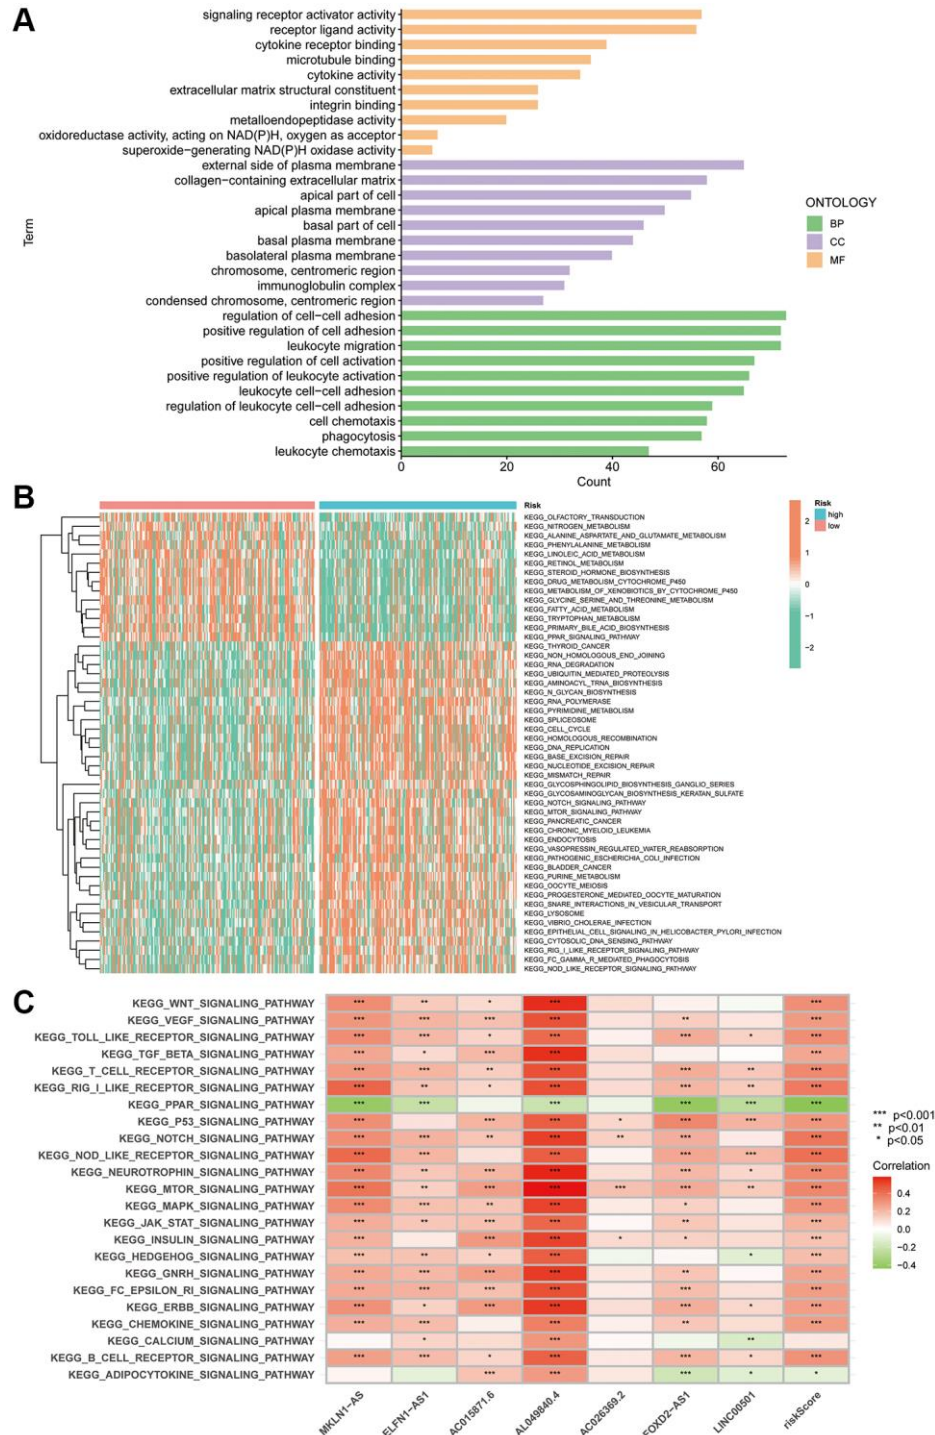 A
signaling receptor activator activity
receptor ligand activity
cytokine receptor binding
microtubule binding
cytokine activity
extracellular matrix structural constituent
integrin binding
metalloendopeptidase activity
oxidoreductase activity, acting on NAD(P)H, oxygen as acceptor
superoxide−generating NAD(P)H oxidase activity
external side of plasma membrane
collagen−containing extracellular matrix
apical part of cell
apical plasma membrane
basal part of cell
basal plasma membrane
basolateral plasma membrane
chromosome, centromeric region
immunoglobulin complex
condensed chromosome, centromeric region
regulation of cell−cell adhesion
positive regulation of cell adhesion
leukocyte migration
positive regulation of cell activation
positive regulation of leukocyte activation
leukocyte cell−cell adhesion
regulation of leukocyte cell−cell adhesion
cell chemotaxis
phagocytosis
leukocyte chemotaxis
Term
0 20 40 60
Count
ONTOLOGY
BP
CC
MF
B
Risk
KEGG_OLFACTORY_TRANSDUCTION
KEGG_NITROGEN_METABOLISM
KEGG_ALANINE_ASPARTATE_AND_GLUTAMATE_METABOLISM
KEGG_PHENYLALANINE_METABOLISM
KEGG_LINOLEIC_ACID_METABOLISM
KEGG_RETINOL_METABOLISM
KEGG_STEROID_HORMONE_BIOSYNTHESIS
KEGG_DRUG_METABOLISM_CYTOCHROME_P450
KEGG_METABOLISM_OF_XENOBIOTICS_BY_CYTOCHROME_P450
KEGG_GLYCINE_SERINE_AND_THREONINE_METABOLISM
KEGG_FATTY_ACID_METABOLISM
KEGG_TRYPTOPHAN_METABOLISM
KEGG_PRIMARY_BILE_ACID_BIOSYNTHESIS
KEGG_PPAR_SIGNALING_PATHWAY
KEGG_THYROID_CANCER
KEGG_NON_HOMOLOGOUS_END_JOINING
KEGG_RNA_DEGRADATION
KEGG_UBIQUITIN_MEDIATED_PROTEOLYSIS
KEGG_AMINOACYL_TRNA_BIOSYNTHESIS
KEGG_N_GLYCAN_BIOSYNTHESIS
KEGG_RNA_POLYMERASE
KEGG_PYRIMIDINE_METABOLISM
KEGG_SPLICEOSOME
KEGG_CELL_CYCLE
KEGG_HOMOLOGOUS_RECOMBINATION
KEGG_DNA_REPLICATION
KEGG_BASE_EXCISION_REPAIR
KEGG_NUCLEOTIDE_EXCISION_REPAIR
KEGG_MISMATCH_REPAIR
KEGG_GLYCOSPHINGOLIPID_BIOSYNTHESIS_GANGLIO_SERIES
KEGG_GLYCOSAMINOGLYCAN_BIOSYNTHESIS_KERATAN_SULFATE
KEGG_NOTCH_SIGNALING_PATHWAY
KEGG_MTOR_SIGNALING_PATHWAY
KEGG_PANCREATIC_CANCER
KEGG_CHRONIC_MYELOID_LEUKEMIA
KEGG_ENDOCYTOSIS
KEGG_VASOPRESSIN_REGULATED_WATER_REABSORPTION
KEGG_PATHOGENIC_ESCHERICHIA_COLI_INFECTION
KEGG_BLADDER_CANCER
KEGG_PURINE_METABOLISM
KEGG_OOCYTE_MEIOSIS
KEGG_PROGESTERONE_MEDIATED_OOCYTE_MATURATION
KEGG_SNARE_INTERACTIONS_IN_VESICULAR_TRANSPORT
KEGG_LYSOSOME
KEGG_VIBRIO_CHOLERAE_INFECTION
KEGG_EPITHELIAL_CELL_SIGNALING_IN_HELICOBACTER_PYLORI_INFECTION
KEGG_CYTOSOLIC_DNA_SENSING_PATHWAY
KEGG_RIG_I_LIKE_RECEPTOR_SIGNALING_PATHWAY
KEGG_FC_GAMMA_R_MEDIATED_PHAGOCYTOSIS
KEGG_NOD_LIKE_RECEPTOR_SIGNALING_PATHWAY
2
1
0
−1
−2
Risk
high
low
C
KEGG_WNT_SIGNALING_PATHWAY *** ** * *** ***
KEGG_VEGF_SIGNALING_PATHWAY *** *** *** *** ** ***
KEGG_TOLL_LIKE_RECEPTOR_SIGNALING_PATHWAY *** *** * *** *** * ***
KEGG_TGF_BETA_SIGNALING_PATHWAY *** * *** *** ***
KEGG_T_CELL_RECEPTOR_SIGNALING_PATHWAY *** *** ** *** *** ** ***
KEGG_RIG_I_LIKE_RECEPTOR_SIGNALING_PATHWAY *** ** * *** *** ** ***
KEGG_PPAR_SIGNALING_PATHWAY *** *** *** *** *** ***
KEGG_P53_SIGNALING_PATHWAY *** *** *** * *** *** ***
KEGG_NOTCH_SIGNALING_PATHWAY *** *** ** *** ** *** ***
KEGG_NOD_LIKE_RECEPTOR_SIGNALING_PATHWAY *** *** *** *** *** ***
KEGG_NEUROTROPHIN_SIGNALING_PATHWAY *** ** *** *** *** * ***
KEGG_MTOR_SIGNALING_PATHWAY *** ** *** *** *** *** ** ***
KEGG_MAPK_SIGNALING_PATHWAY *** *** ** *** * ***
KEGG_JAK_STAT_SIGNALING_PATHWAY *** ** *** *** ** ***
KEGG_INSULIN_SIGNALING_PATHWAY *** *** *** * * ***
KEGG_HEDGEHOG_SIGNALING_PATHWAY *** ** * *** * ***
KEGG_GNRH_SIGNALING_PATHWAY *** *** *** *** ** ***
KEGG_FC_EPSILON_RI_SIGNALING_PATHWAY *** *** *** *** *** ***
KEGG_ERBB_SIGNALING_PATHWAY *** * *** *** *** * ***
KEGG_CHEMOKINE_SIGNALING_PATHWAY *** *** *** ** ***
KEGG_CALCIUM_SIGNALING_PATHWAY * *** **
KEGG_B_CELL_RECEPTOR_SIGNALING_PATHWAY *** *** * *** *** * ***
KEGG_ADIPOCYTOKINE_SIGNALING_PATHWAY *** *** *** * *
MKLN1−AS
ELFN1−AS1
AC015871.6
AL049840.4
AC026369.2
FOXD2−AS1
LINC00501
riskScore
*** p<0.001
** p<0.01
* p<0.05
Correlation
0.4
0.2
0.0
−0.2
−0.4